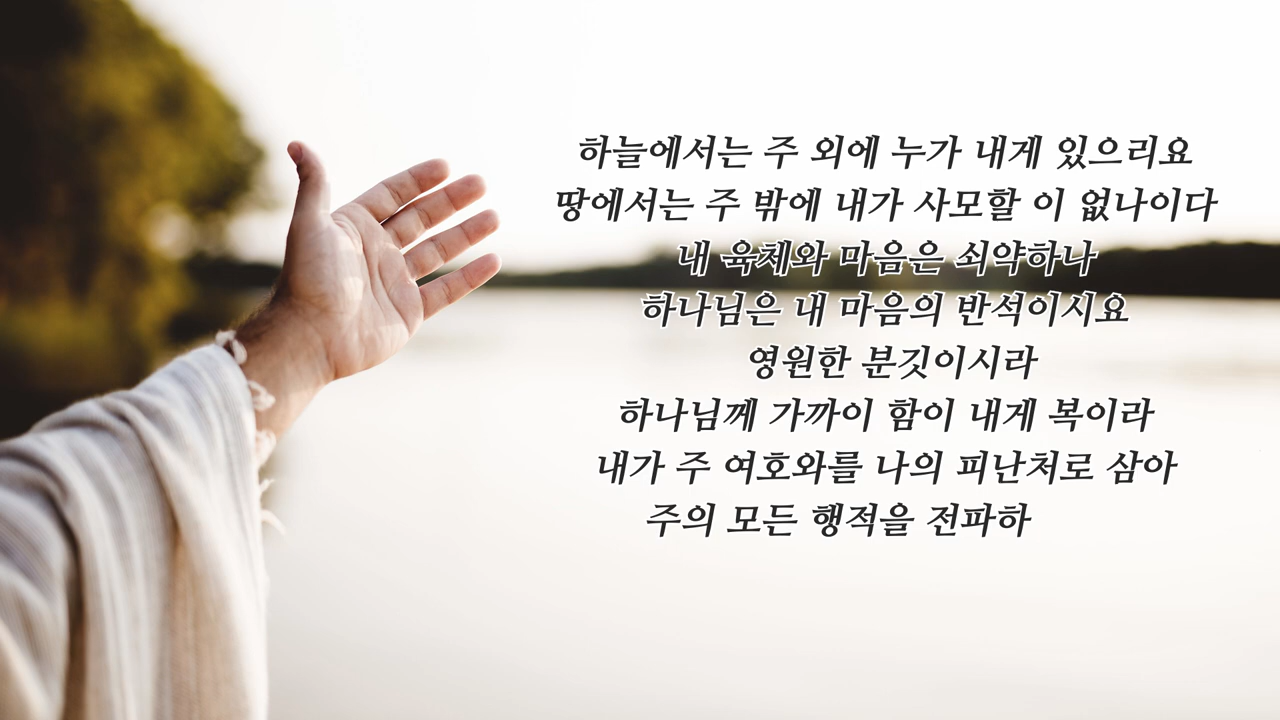 하늘에서는 주 외에 누가 내게 있으리요
땅에서는 주 밖에 내가 사모할 이 없나이다
내 육체와 마음은 쇠약하나
하나님은 내 마음의 반석이시요
영원한 분깃이시라
하나님께 가까이 함이 내게 복이라
내가 주 여호와를 나의 피난처로 삼아
주의 모든 행적을 전파하